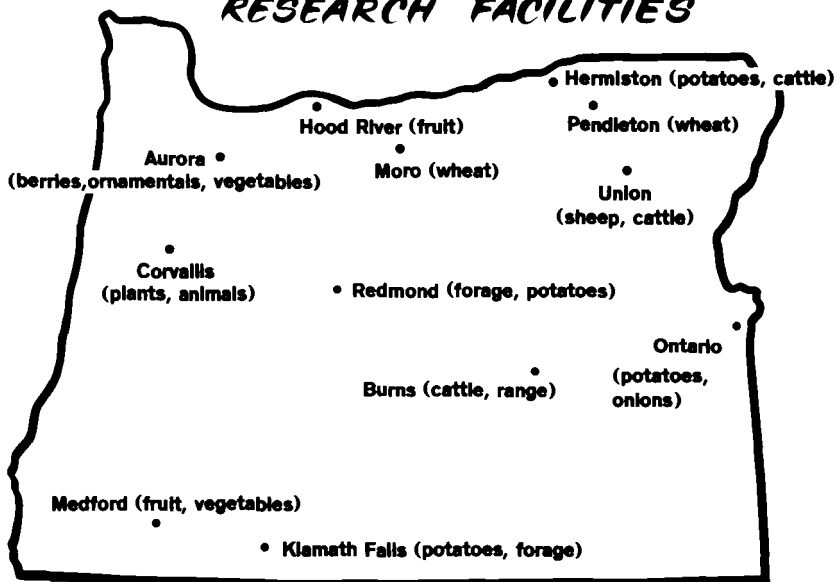 RESEARCH FACILITIES
Hermiston (potatoes, cattle)
Hood River (fruit)
Pendleton (wheat)
Aurora
(berries,ornamentals, vegetables)
Moro (wheat)
Union
(sheep, cattle)
Corvallis
(plants, animals)
Redmond (forage, potatoes)
Ontario
(potatoes,
onions)
Burns (cattle, range)
Medford (fruit, vegetables)
Klamath Falls (potatoes, forage)